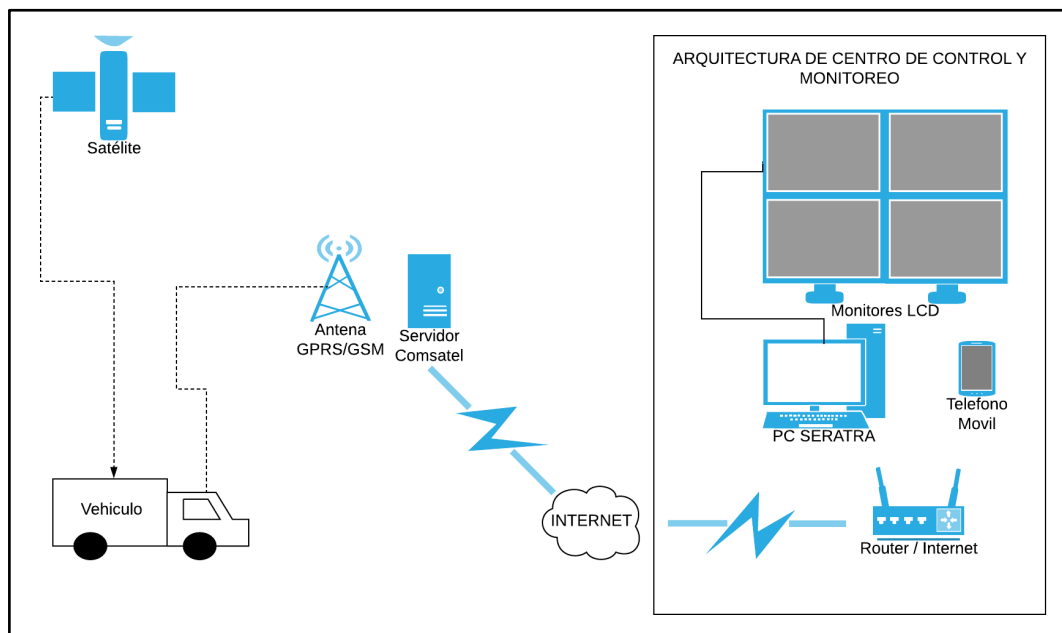 ARQUITECTURA DE CENTRO DE CONTROL Y
MONITOREO
Satélite
Antena
GPRS/GSM
Servidor
Comsatel
Monitores LCD
PC SERATRA
Telefono
Movil
Vehiculo
INTERNET
Router / Internet